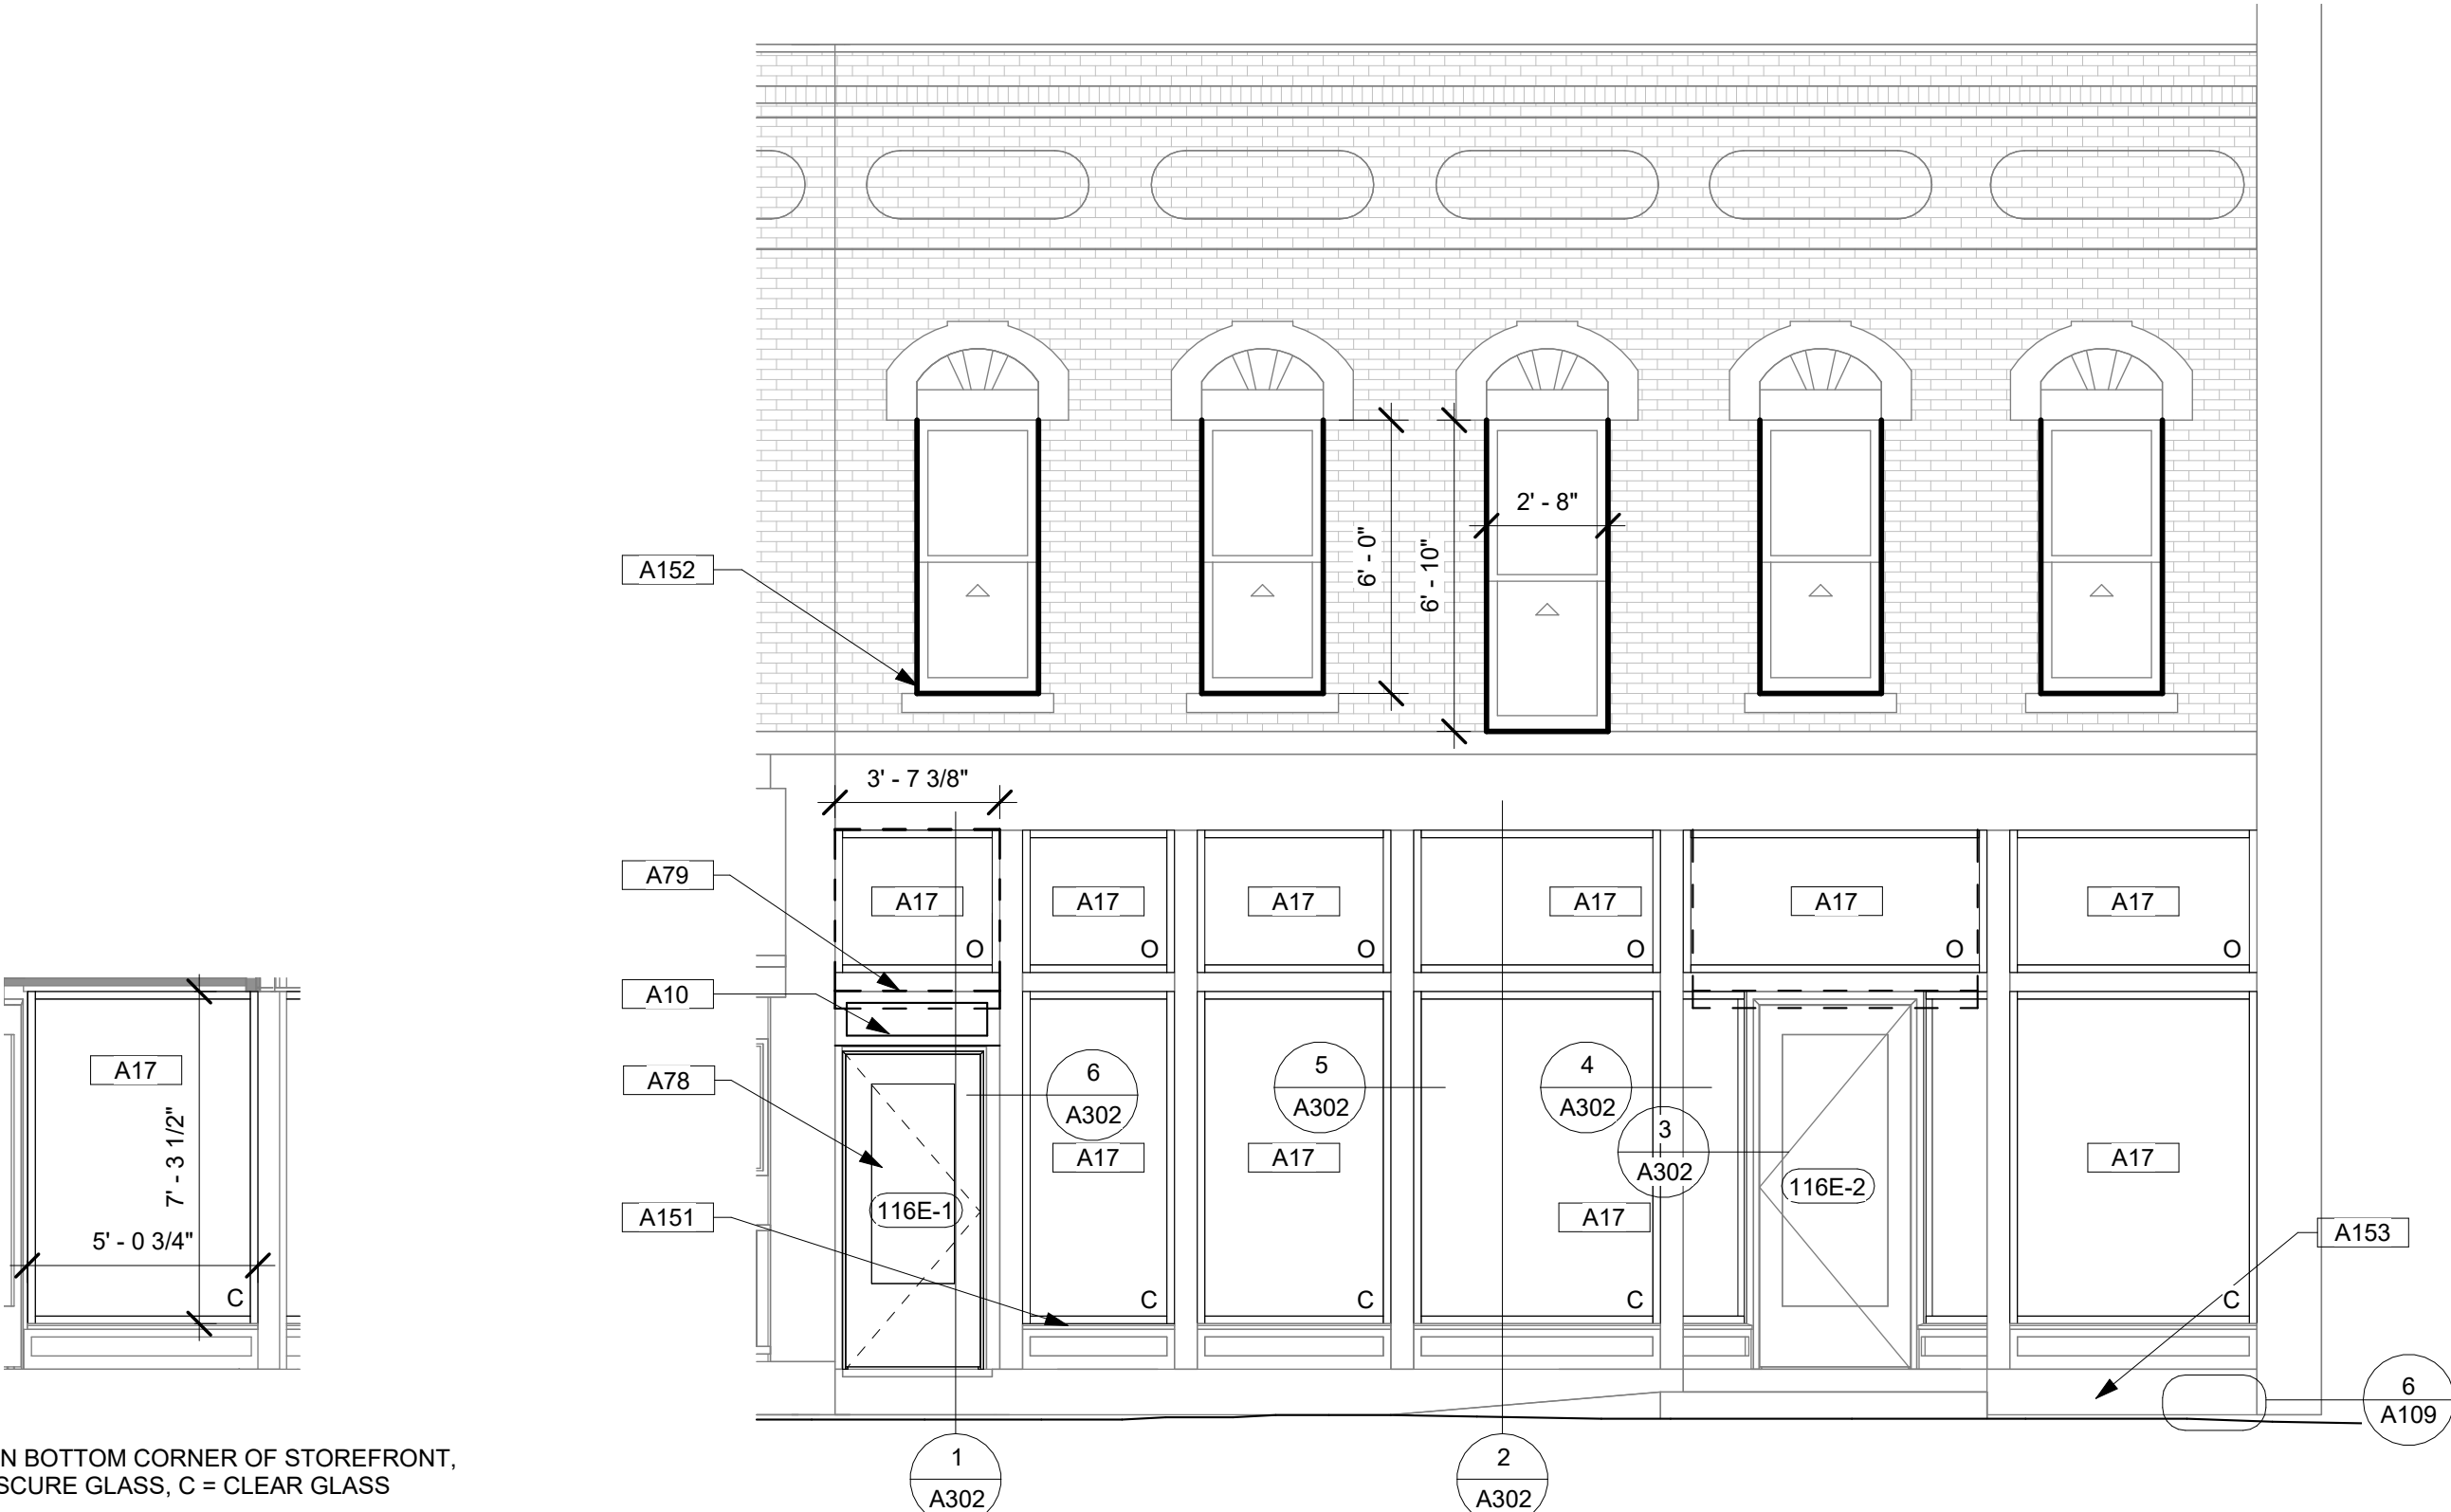 A152
6' - 0"
6' - 10"
2' - 8"
3' - 7 3/8"
A79
A17
A17
A17
A17
A17
A17
O
O
O
O
O
O
A10
A78
A151
A17
7' - 3 1/2"
5' - 0 3/4"
C
6
A302
5
A302
4
A302
3
A302
A17
A17
A17
A17
116E-1
116E-2
A153
C
C
C
C
6
A109
1
A302
2
A302
N BOTTOM CORNER OF STOREFRONT,
SCURE GLASS, C = CLEAR GLASS